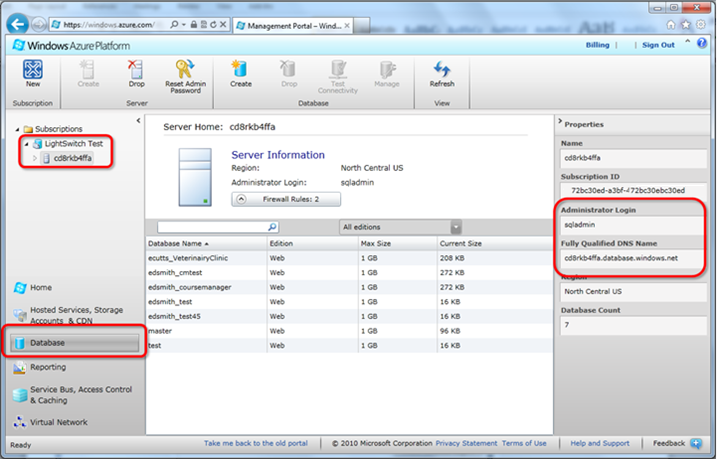 https://windows.azure.com/
Management Portal – Wind...
Windows Azure Platform
Billing | | Sign Out
New
Create
Drop
Reset Admin Password
Create
Drop
Test Connectivity
Manage
Refresh
Subscription
Server
Database
View
Subscriptions
LightSwitch Test
cd8rkb4ffa
Home
Hosted Services, Storage Accounts, & CDN
Database
Reporting
Service Bus, Access Control & Caching
Virtual Network
Server Home: cd8rkb4ffa
Server Information
Region: North Central US
Administrator Login: sqladmin
Firewall Rules: 2
All editions
Database Name Edition Max Size Current Size
ecutts_VeterinairyClinic Web 1 GB 208 KB
edsmith_cmtest Web 1 GB 272 KB
edsmith_coursemanager Web 1 GB 272 KB
edsmith_test Web 1 GB 16 KB
edsmith_test45 Web 1 GB 16 KB
master Web 1 GB 96 KB
test Web 1 GB 16 KB
Properties
Name
cd8rkb4ffa
Subscription ID
72bc30ed-a3bf-472bc30ebc30ed
Administrator Login
sqladmin
Fully Qualified DNS Name
cd8rkb4ffa.database.windows.net
Region
North Central US
Database Count
7
Ready
Take me back to the old portal | © 2010 Microsoft Corporation Privacy Statement Terms of Use | Help and Support | Feedback